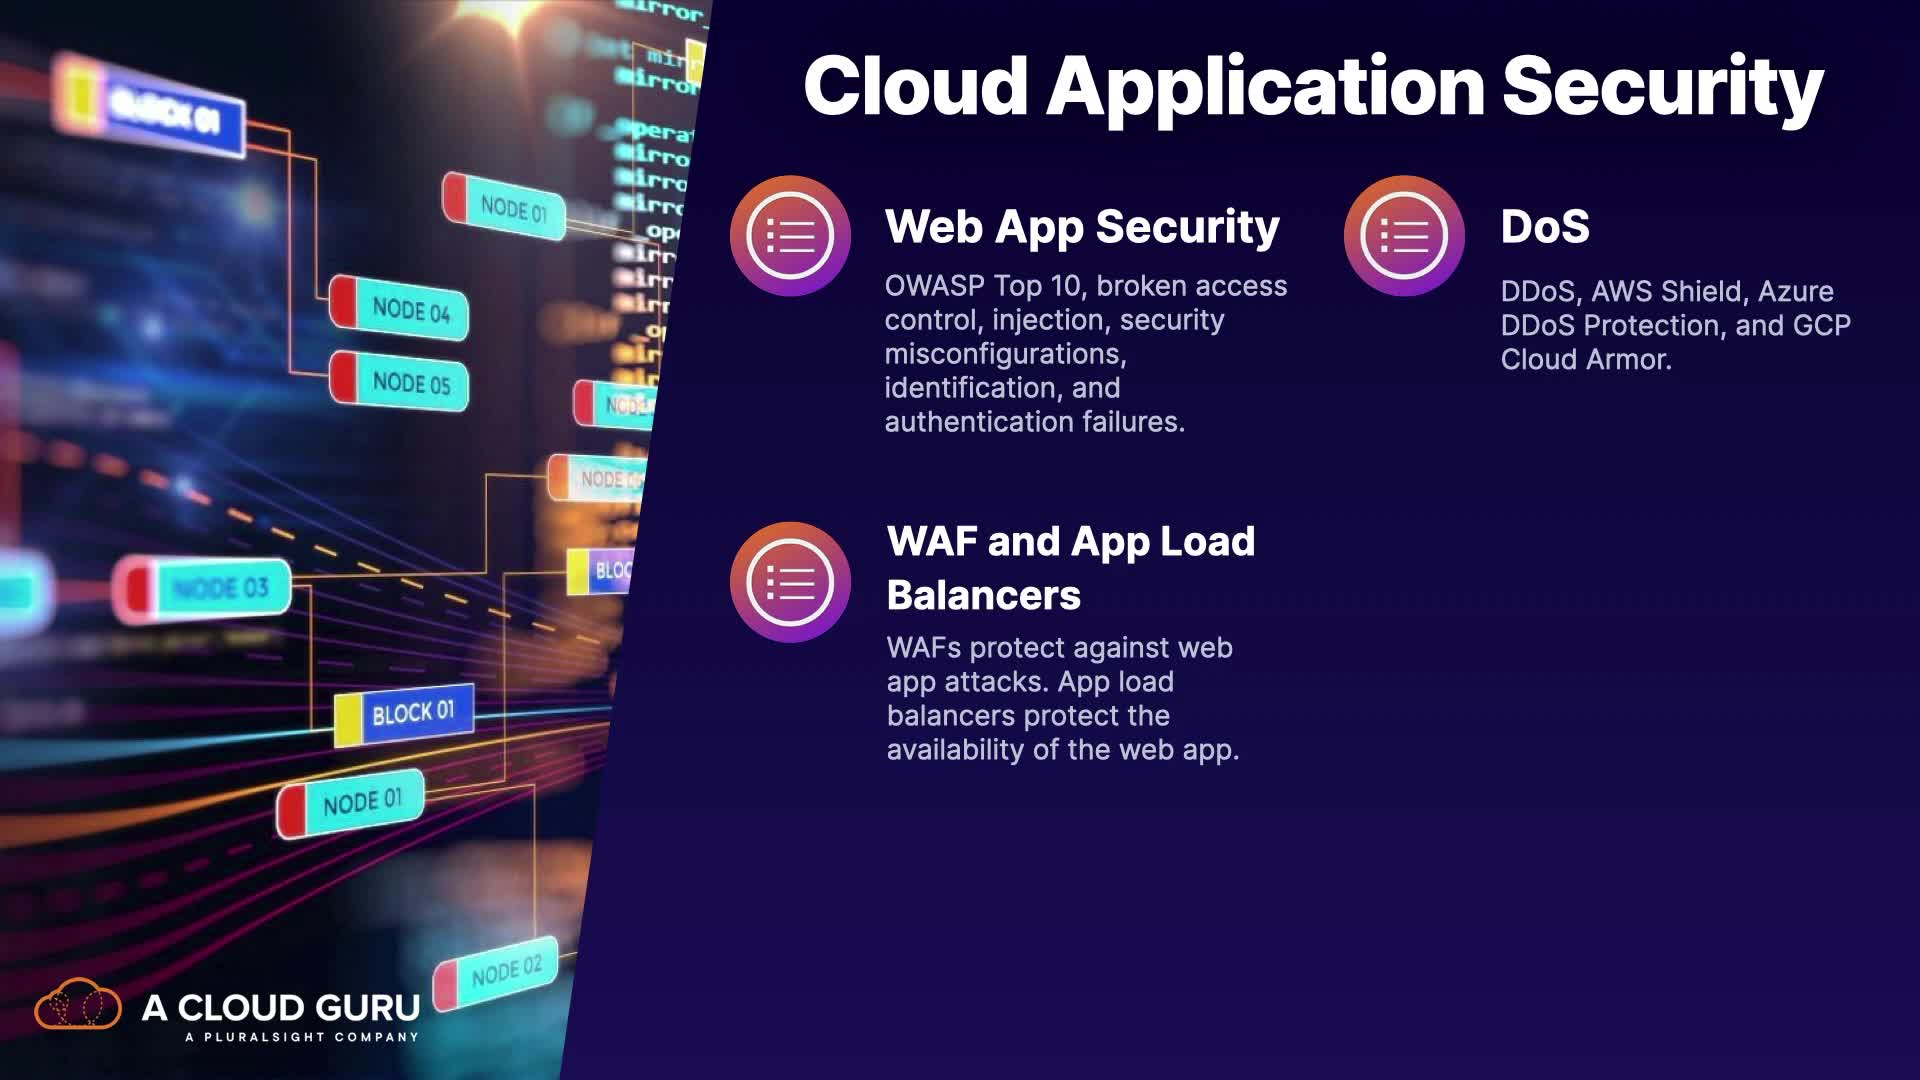 Cloud Application Security
Web App Security
OWASP Top 10, broken access
control, injection, security
misconfigurations,
identification, and
authentication failures.
DoS
DDoS, AWS Shield, Azure
DDoS Protection, and GCP
Cloud Armor.
WAF and App Load
Balancers
WAFs protect against web
app attacks. App load
balancers protect the
availability of the web app.
BLOCK 01
NODE 01
NODE 04
NODE 05
NODE 03
BLOCK 01
NODE 01
NODE 02
A CLOUD GURU
A PLURALSIGHT COMPANY